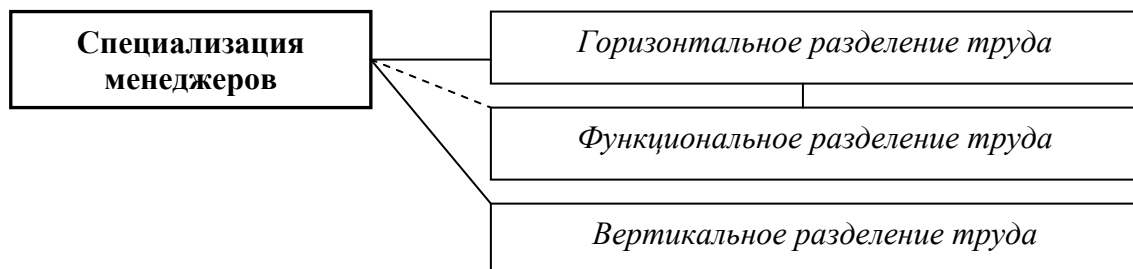 Специализация
менеджеров
Горизонтальное разделение труда
Функциональное разделение труда
Вертикальное разделение труда